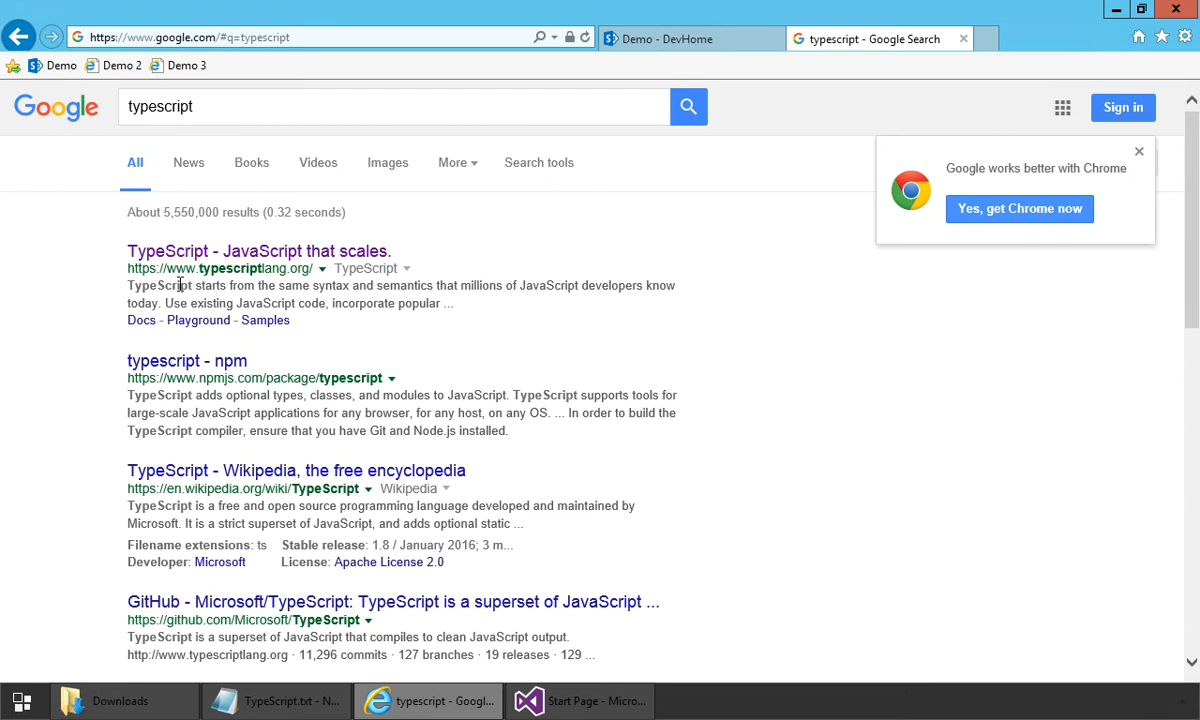 https://www.google.com/#q=typescript
Demo - DevHome
typescript - Google Search
Demo
Demo 2
Demo 3
Google
typescript
Sign in
All
News
Books
Videos
Images
More
Search tools
Google works better with Chrome
Yes, get Chrome now
About 5,550,000 results (0.32 seconds)
TypeScript - JavaScript that scales.
https://www.typescriptlang.org/ TypeScript
TypeScript starts from the same syntax and semantics that millions of JavaScript developers know
today. Use existing JavaScript code, incorporate popular ...
Docs - Playground - Samples
typescript - npm
https://www.npmjs.com/package/typescript
TypeScript adds optional types, classes, and modules to JavaScript. TypeScript supports tools for
large-scale JavaScript applications for any browser, for any host, on any OS. ... In order to build the
TypeScript compiler, ensure that you have Git and Node.js installed.
TypeScript - Wikipedia, the free encyclopedia
https://en.wikipedia.org/wiki/TypeScript Wikipedia
TypeScript is a free and open source programming language developed and maintained by
Microsoft. It is a strict superset of JavaScript, and adds optional static ...
Filename extensions: ts Stable release: 1.8 / January 2016; 3 m...
Developer: Microsoft License: Apache License 2.0
GitHub - Microsoft/TypeScript: TypeScript is a superset of JavaScript ...
https://github.com/Microsoft/TypeScript
TypeScript is a superset of JavaScript that compiles to clean JavaScript output.
http://www.typescriptlang.org · 11,296 commits · 127 branches · 19 releases · 129 ...
Downloads
TypeScript.txt - N...
typescript - Googl...
Start Page - Micro...